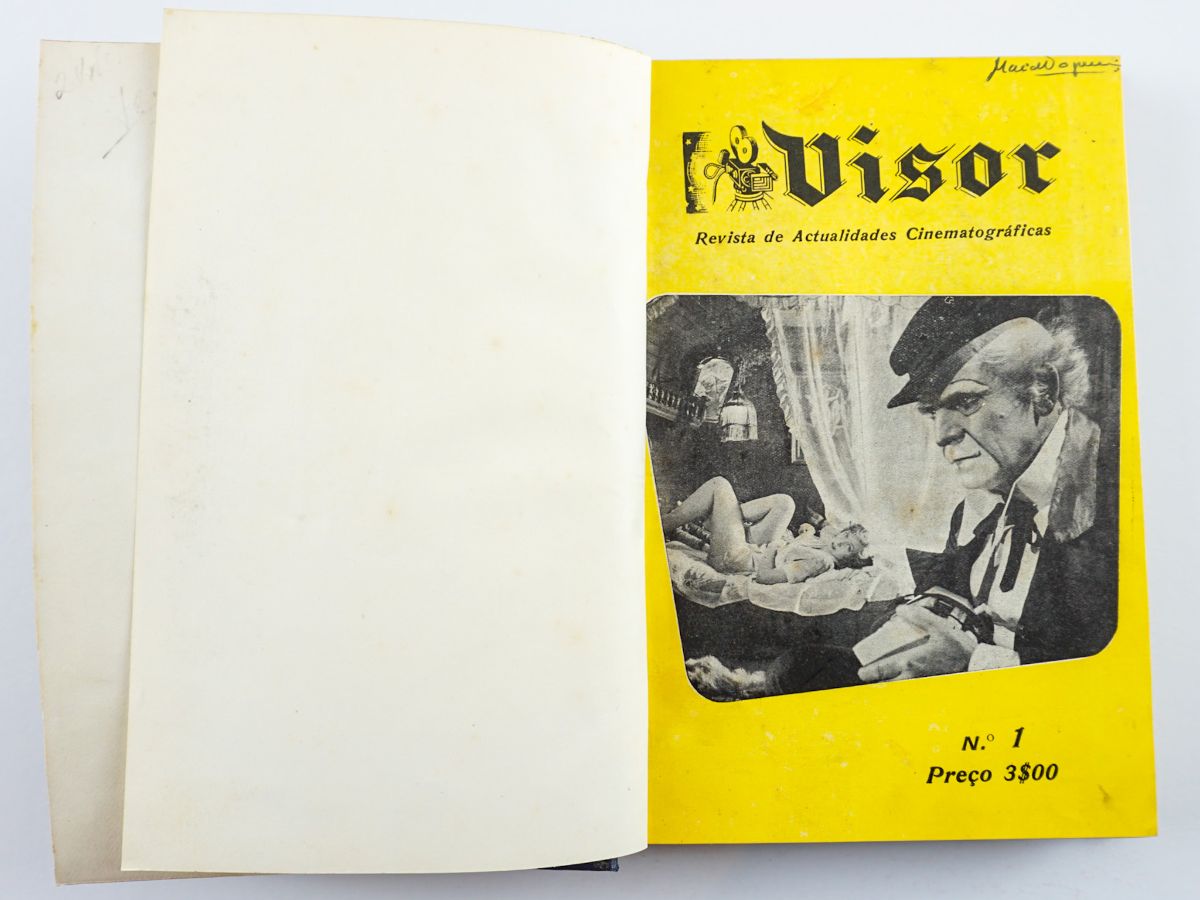 Visor
Revista de Actualidades Cinematográficas
N.º 1
Preço 3$00